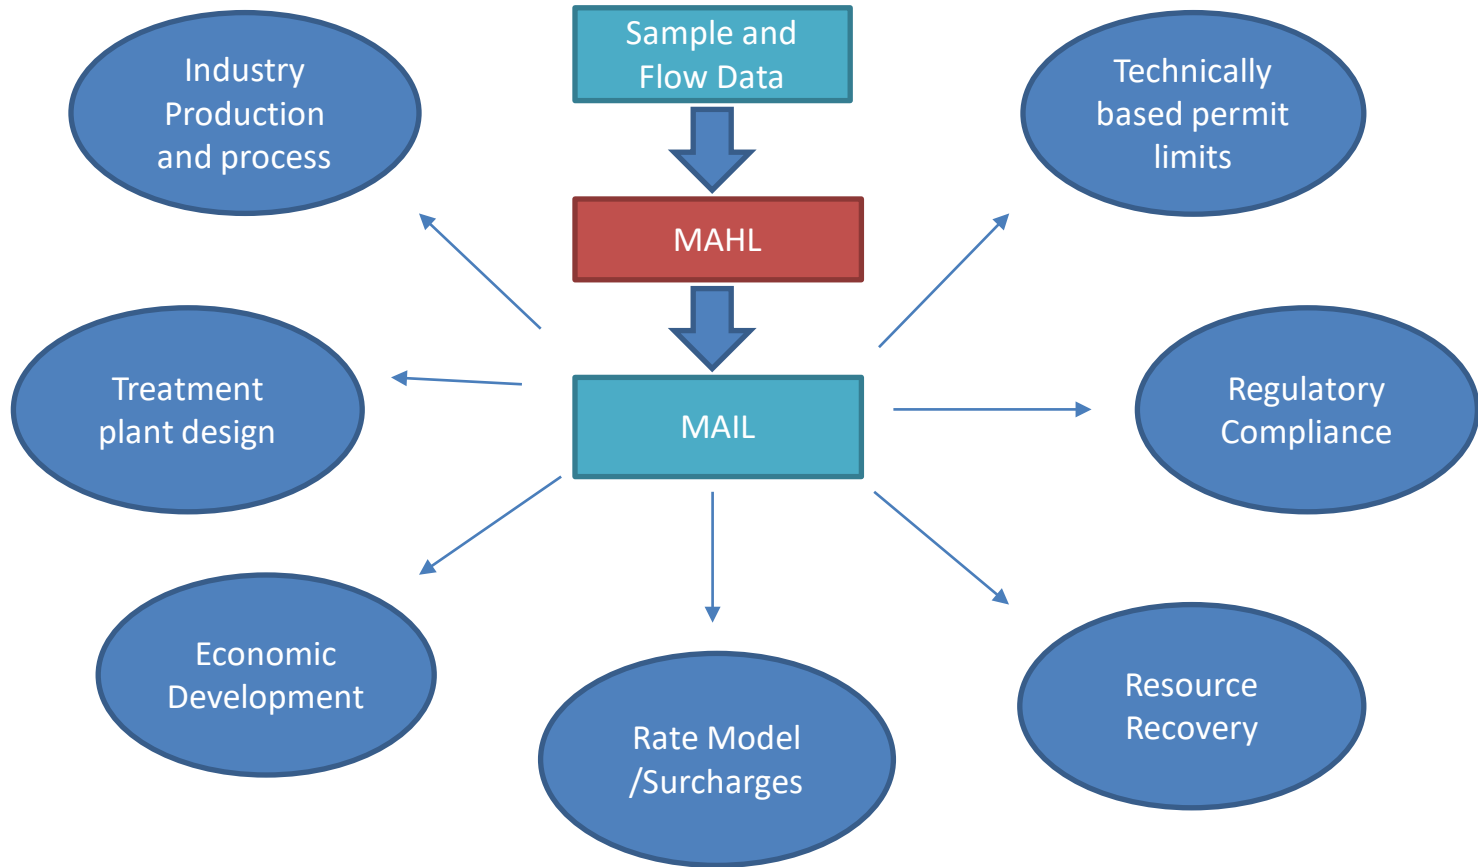 Sample and
Flow Data
Industry
Production
and process
Technically
based permit
limits
MAHL
Treatment
plant design
MAIL
Regulatory
Compliance
Economic
Development
Rate Model
/Surcharges
Resource
Recovery